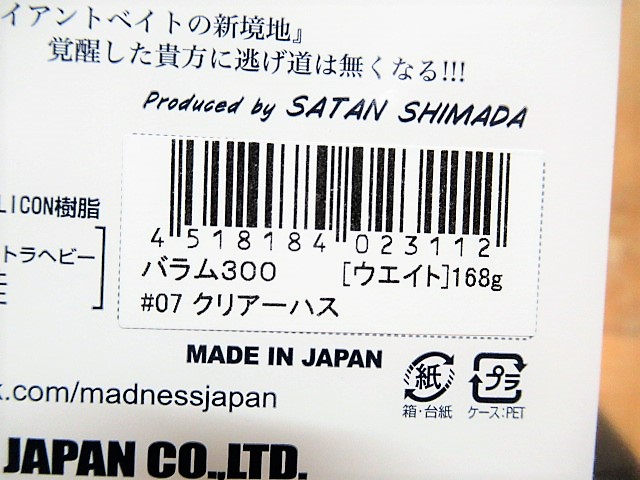 イアントベイトの新境地』
覚醒した貴方に逃げ道は無くなる!!!
Produced by SATAN SHIMADA
LICON樹脂
トラヘビー
4 518184 023112
バラム300 [ウエイト]168g
#07 クリアーハス
MADE IN JAPAN
紙
箱・台紙
プラ
ケース:PET
k.com/madnessjapan
JAPAN CO.,LTD.